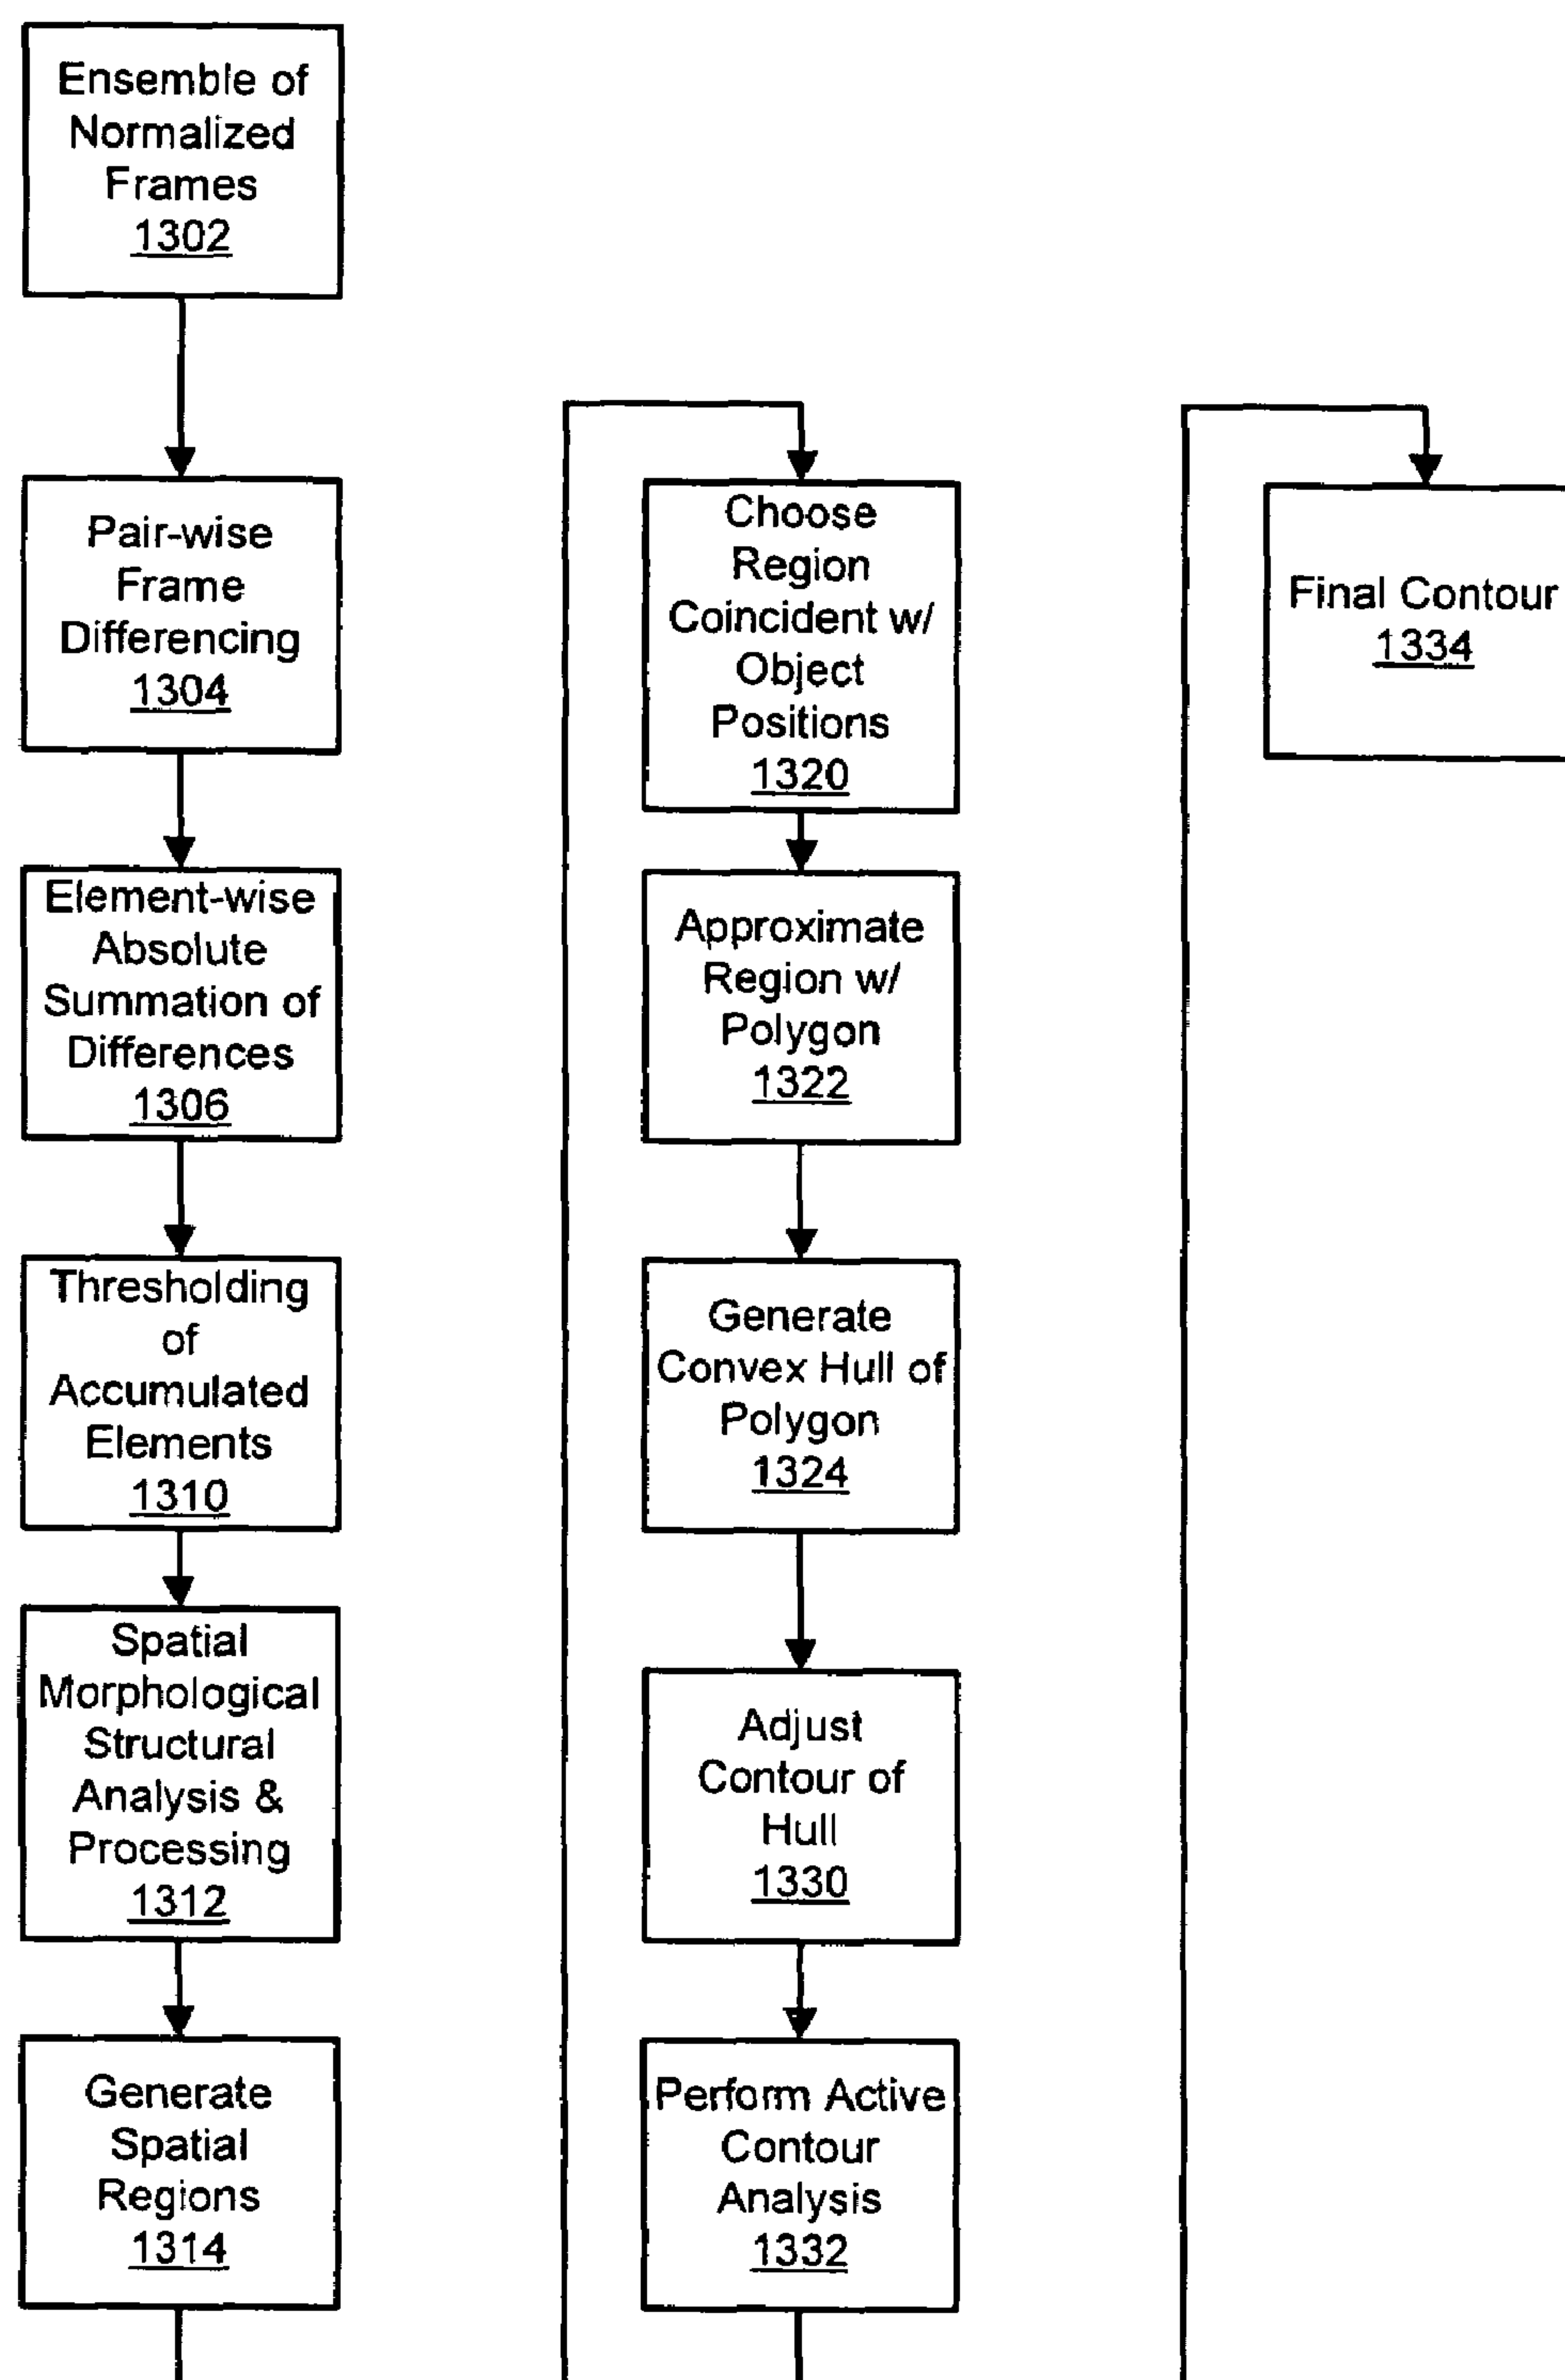 Ensemble of
Normalized
Frames
1302
Pair-wise
Frame
Differencing
1304
Element-wise
Absolute
Summation of
Differences
1306
Thresholding
of
Accumulated
Elements
1310
Spatial
Morphological
Structural
Analysis &
Processing
1312
Generate
Spatial
Regions
1314
Choose
Region
Coincident w/
Object
Positions
1320
Approximate
Region w/
Polygon
1322
Generate
Convex Hull of
Polygon
1324
Adjust
Contour of
Hull
1330
Perform Active
Contour
Analysis
1332
Final Contour
1334